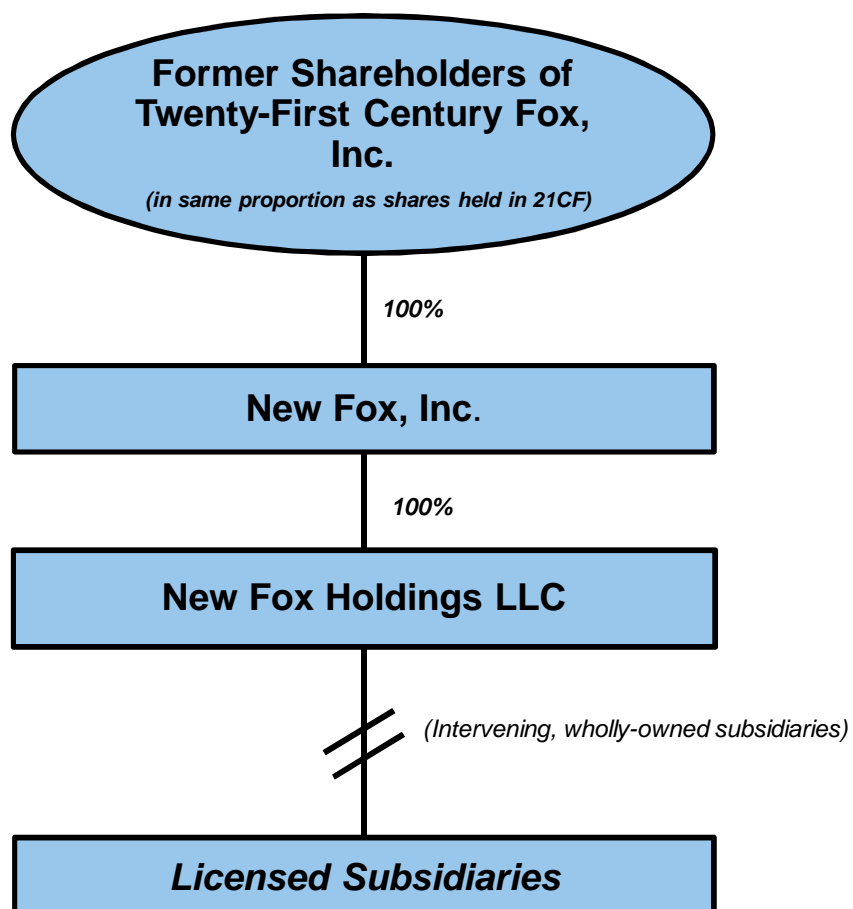 Former Shareholders of
Twenty-First Century Fox,
Inc.
(in same proportion as shares held in 21CF)
100%
New Fox, Inc.
100%
New Fox Holdings LLC
(Intervening, wholly-owned subsidiaries)
Licensed Subsidiaries